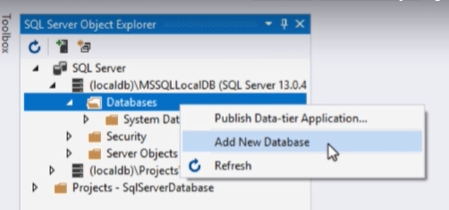 Toolbox
SQL Server Object Explorer
SQL Server
(localdb)\MSSQLLocalDB (SQL Server 13.0.4
Databases
System Dat
Security
Server Objects
(localdb)\Projects
Projects - SqlServerDatabase
Publish Data-tier Application...
Add New Database
Refresh